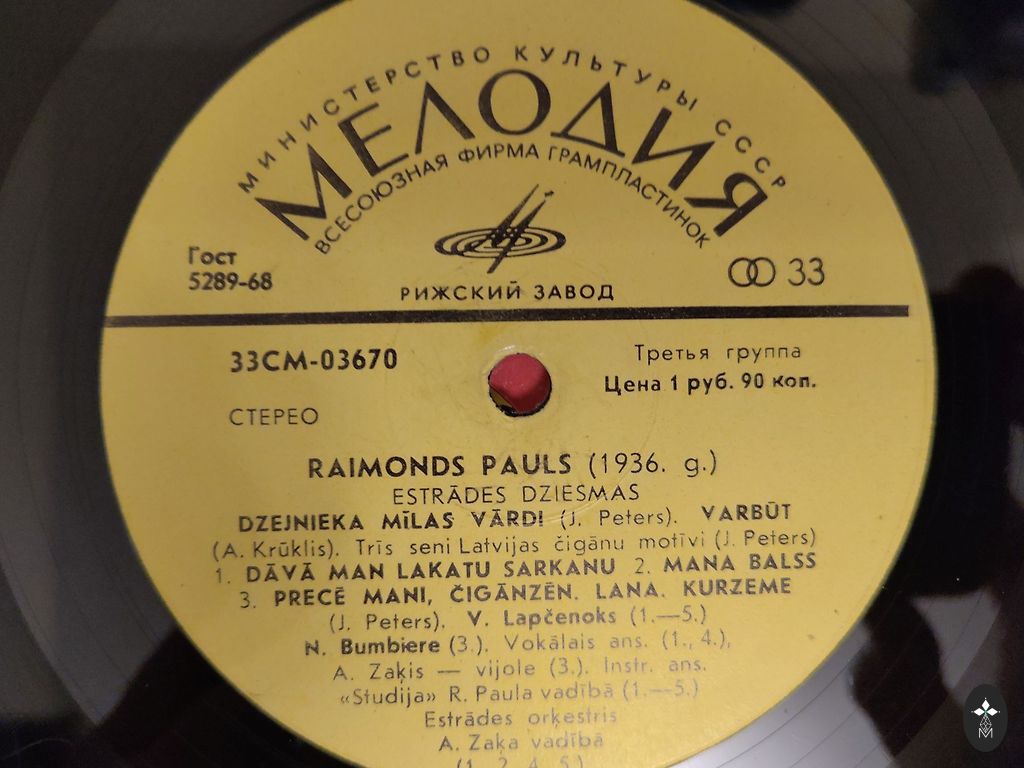 МИНИСТЕРСТВО КУЛЬТУРЫ СССР
МЕЛОДИЯ
ВСЕСОЮЗНАЯ ФИРМА ГРАМПЛАСТИНОК
Гост
5289-68
33
РИЖСКИЙ ЗАВОД
33СМ-03670
Третья группа
Цена 1 руб. 90 коп.
СТЕРЕО
RAIMONDS PAULS (1936. g.)
ESTRĀDES DZIESMAS
DZEJNIEKA MĪLAS VĀRDI (J. Peters). VARBŪT
(A. Krūklis). Trīs seni Latvijas čigānu motīvi (J. Peters)
1. DĀVĀ MAN LAKATU SARKANU 2. MANA BALSS
3. PRECĒ MANI, ČIGĀNZĒN. LANA. KURZEME
(J. Peters). V. Lapčenoks (1.—5.)
N. Bumbiere (3.). Vokālais ans. (1., 4.),
A. Zaķis — vijole (3.). Instr. ans.
«Studija» R. Paula vadībā (1.—5.)
Estrādes orķestris
A. Zaķa vadībā
(1., 2., 4., 5.)
M